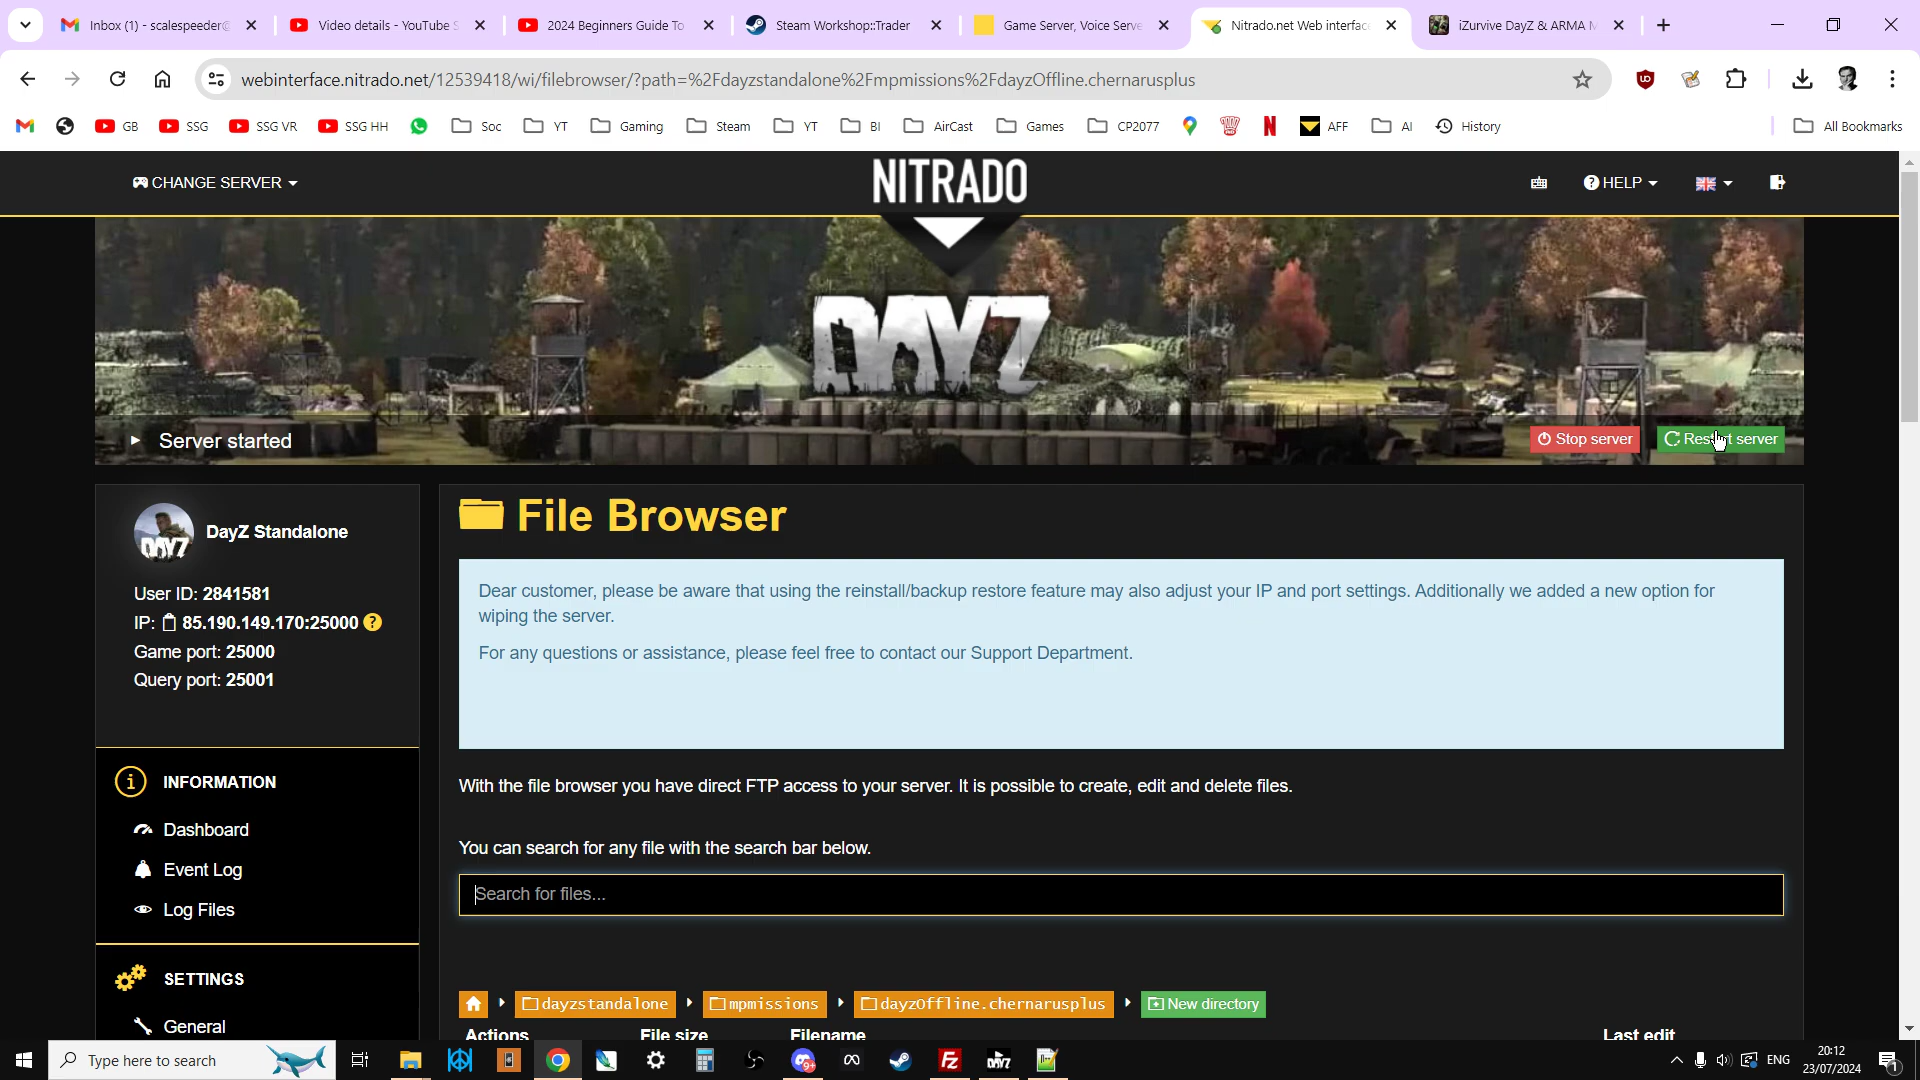 Inbox (1) - scalespeeder@
Video details - YouTube S
2024 Beginners Guide To
Steam Workshop::Trader
Game Server, Voice Serve
Nitrado.net Web interfac
iZurvive DayZ & ARMA M
webinterface.nitrado.net/12539418/wi/filebrowser/?path=%2Fdayzstandalone%2Fmpmissions%2FdayzOffline.chernarusplus
GB
SSG
SSG VR
SSG HH
Soc
YT
Gaming
Steam
YT
BI
AirCast
Games
CP2077
AFF
AI
History
All Bookmarks
CHANGE SERVER
NITRADO
HELP
DAYZ
Server started
Stop server
Restart server
DAYZ
DayZ Standalone
User ID: 2841581
IP: 85.190.149.170:25000
Game port: 25000
Query port: 25001
INFORMATION
Dashboard
Event Log
Log Files
SETTINGS
General
File Browser
Dear customer, please be aware that using the reinstall/backup restore feature may also adjust your IP and port settings. Additionally we added a new option for
wiping the server.
For any questions or assistance, please feel free to contact our Support Department.
With the file browser you have direct FTP access to your server. It is possible to create, edit and delete files.
You can search for any file with the search bar below.
Search for files...
dayzstandalone
mpmissions
dayzOffline.chernarusplus
New directory
Actions
File size
Filename
Last edit
Type here to search
ENG
20:12
23/07/2024